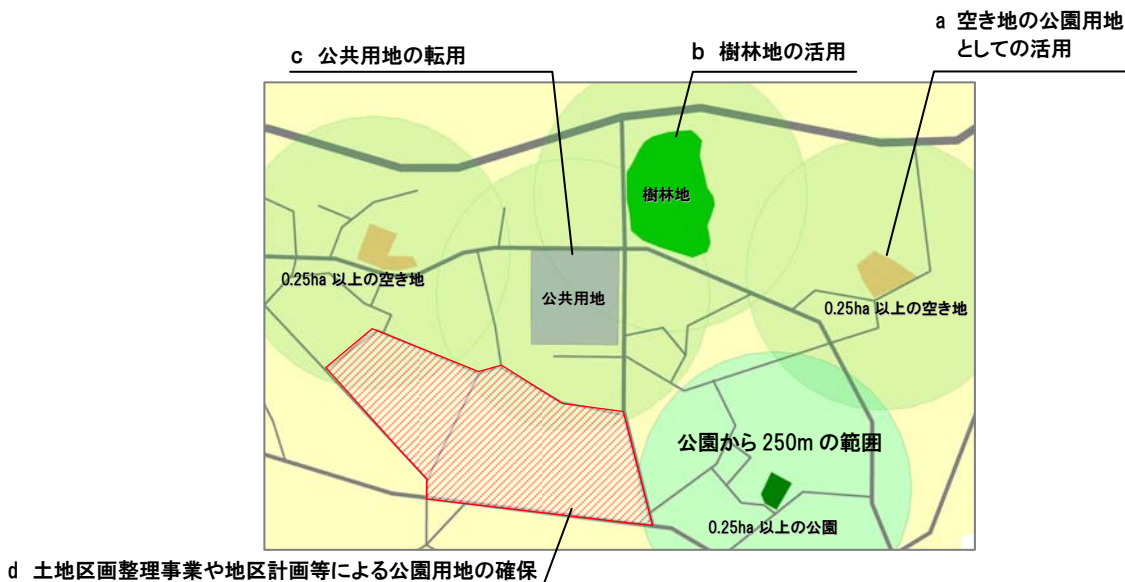 a 空き地の公園用地
としての活用
c 公共用地の転用
b 樹林地の活用
樹林地
0.25ha 以上の空き地
公共用地
0.25ha 以上の空き地
公園から 250m の範囲
0.25ha 以上の公園
d 土地区画整理事業や地区計画等による公園用地の確保